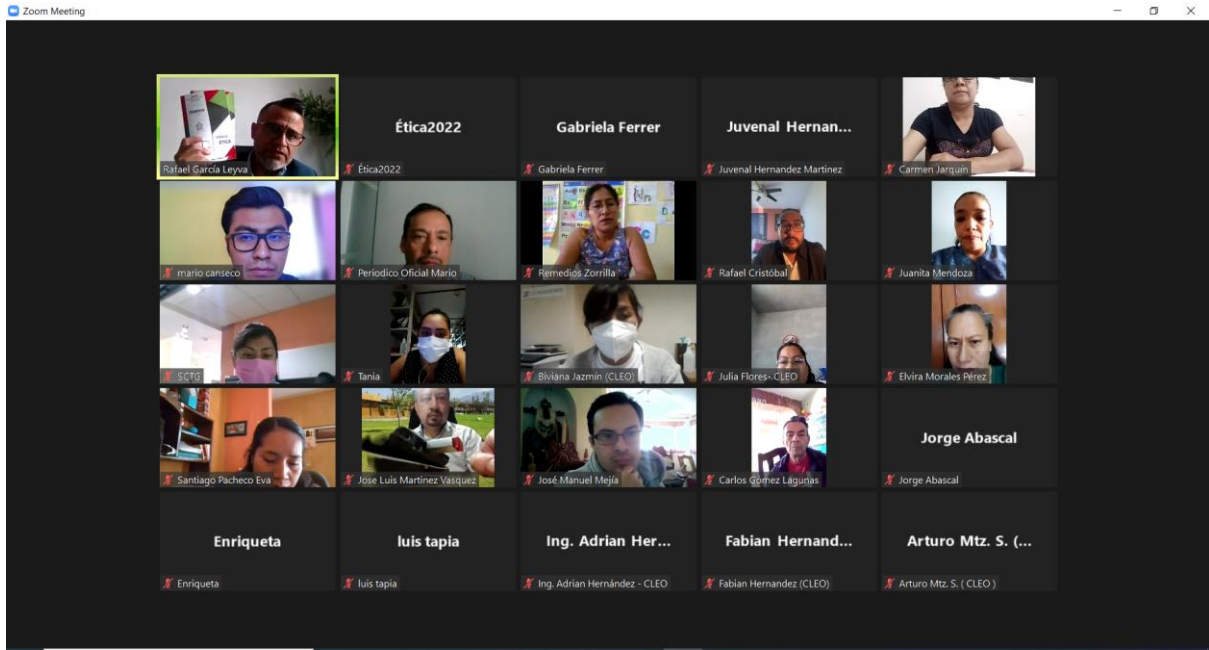 Zoom Meeting
ÉTICA
Rafael García Leyva
Ética2022
Ética2022
Gabriela Ferrer
Gabriela Ferrer
Juvenal Hernan...
Juvenal Hernandez Martinez
Carmen Jarquin
mario canseco
Periodico Oficial Mario
Remedios Zorrilla
Rafael Cristóbal
Juanita Mendoza
SCTG
Tania
Biviana Jazmin (CLEO)
Julia Flores- CLEO
Elvira Morales Pérez
Santiago Pacheco Eva
Jose Luis Martinez Vasquez
José Manuel Mejía
Carlos Gómez Lagunas
Jorge Abascal
Jorge Abascal
Enriqueta
Enriqueta
luis tapia
luis tapia
Ing. Adrian Her...
Ing. Adrian Hernández - CLEO
Fabian Hernand...
Fabian Hernandez (CLEO)
Arturo Mtz. S. (...
Arturo Mtz. S. ( CLEO )